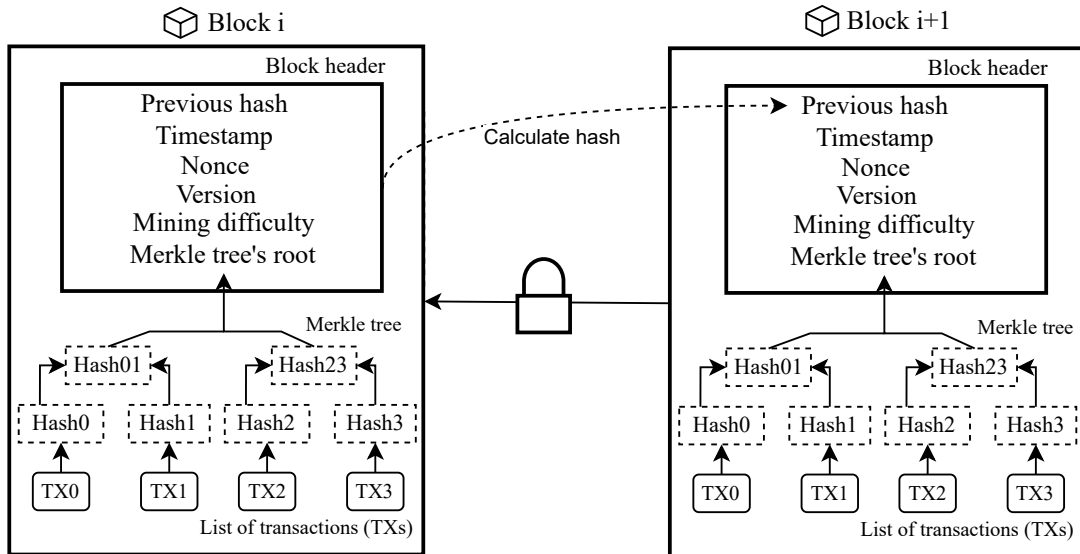 Block i
Block header
Previous hash
Timestamp
Nonce
Version
Mining difficulty
Merkle tree's root
Merkle tree
Hash01
Hash23
Hash0
Hash1
Hash2
Hash3
TX0
TX1
TX2
TX3
List of transactions (TXs)
Calculate hash
Block i+1
Block header
Previous hash
Timestamp
Nonce
Version
Mining difficulty
Merkle tree's root
Merkle tree
Hash01
Hash23
Hash0
Hash1
Hash2
Hash3
TX0
TX1
TX2
TX3
List of transactions (TXs)